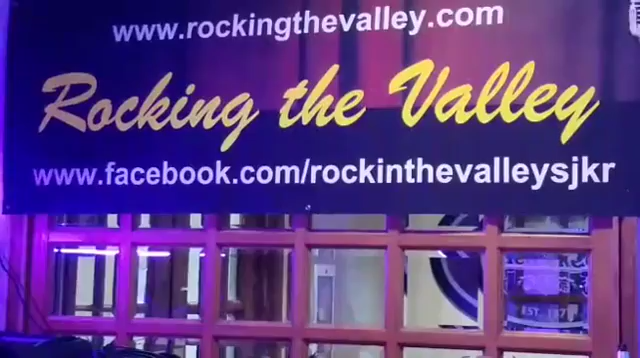 www.rockingthevalley.com
Rocking the Valley
www.facebook.com/rockinthevalleysjkr